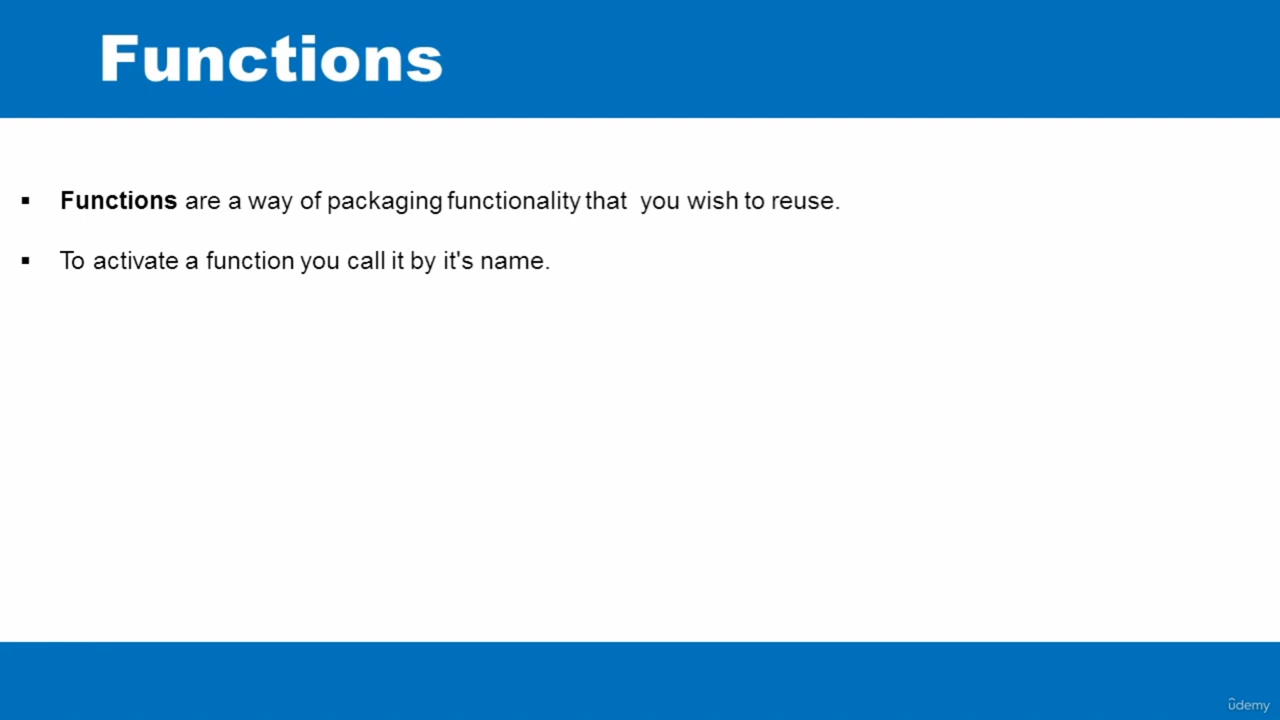 Functions
▪ Functions are a way of packaging functionality that  you wish to reuse.
▪ To activate a function you call it by it's name.
ûdemy